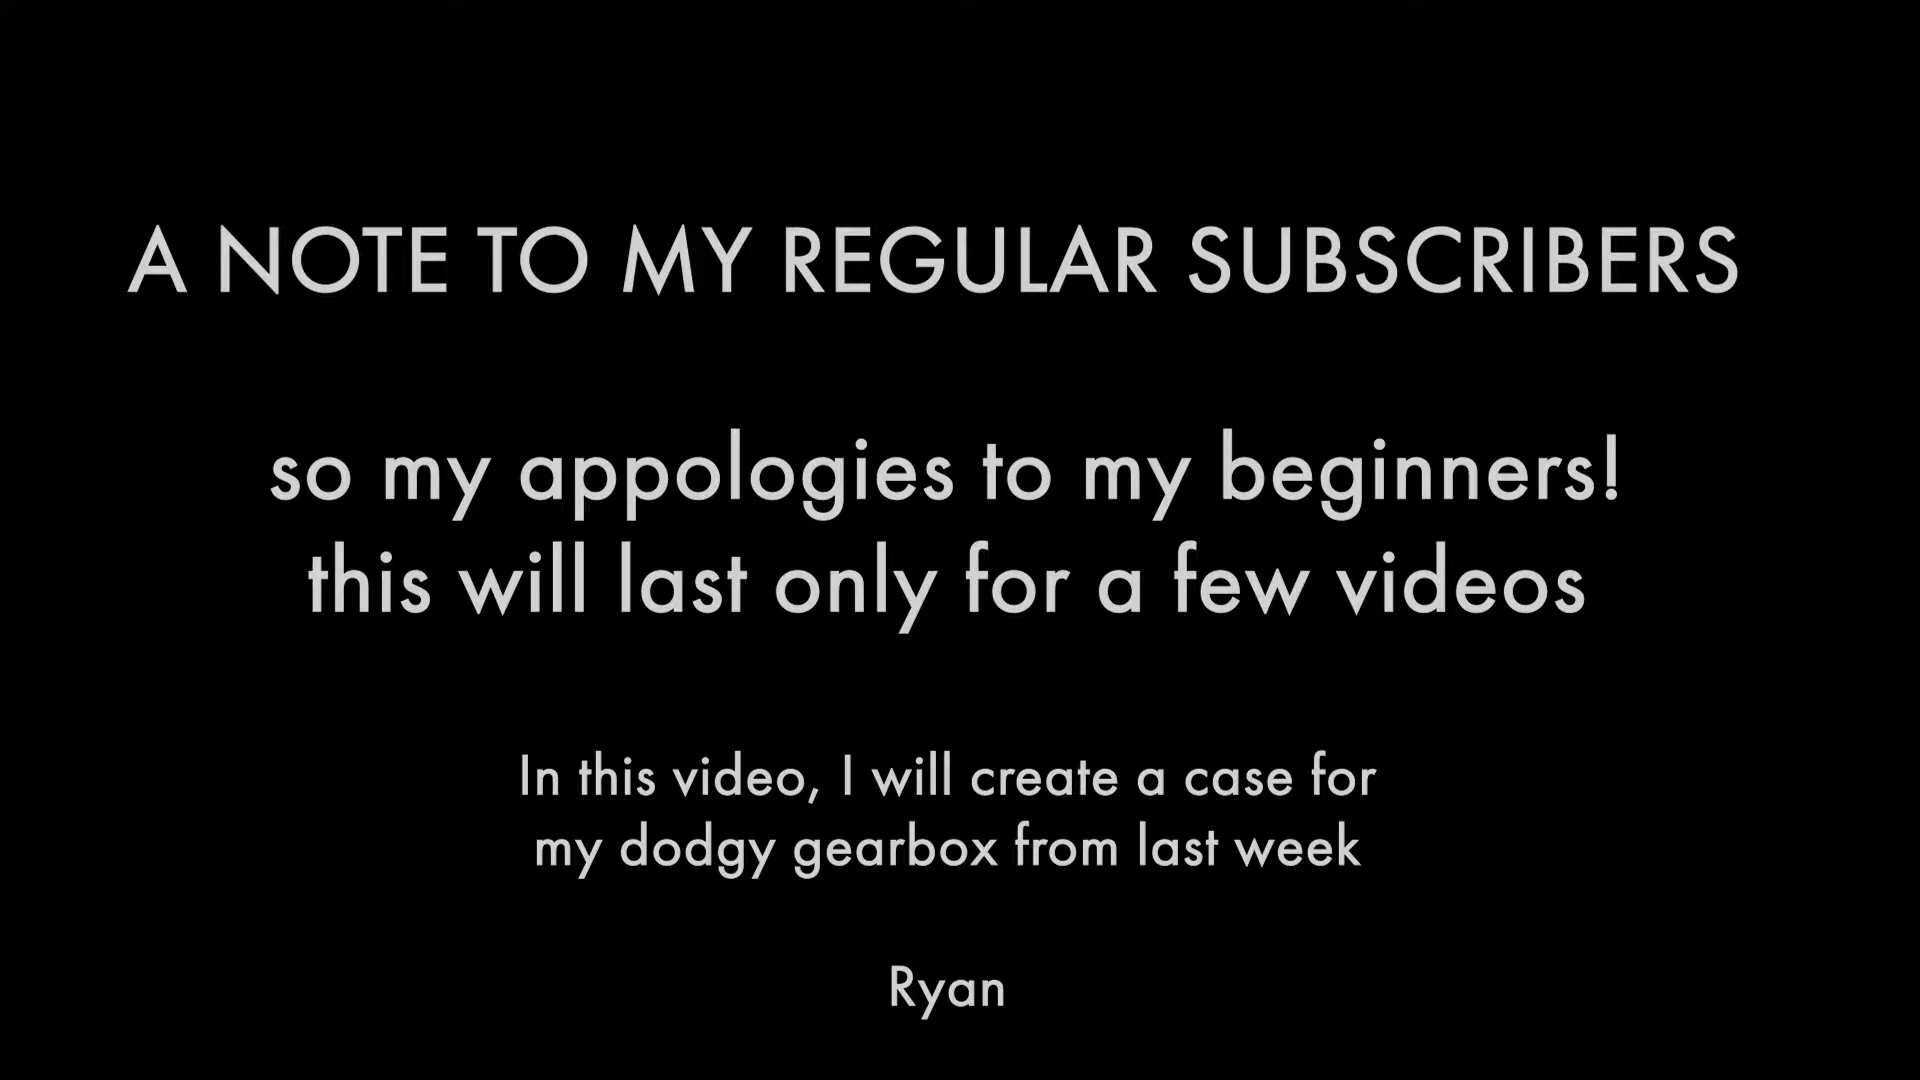 A NOTE TO MY REGULAR SUBSCRIBERS
so my appologies to my beginners!
this will last only for a few videos
In this video, I will create a case for
my dodgy gearbox from last week
Ryan